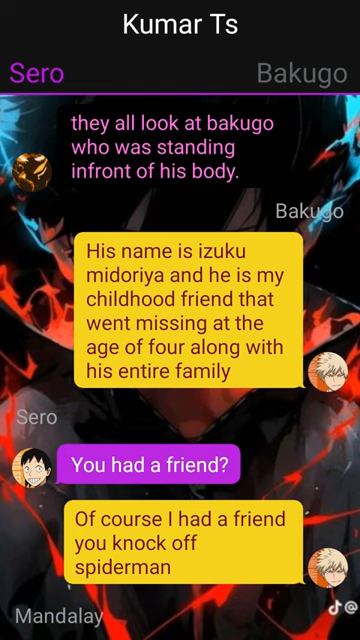 Kumar Ts
Sero
Bakugo
they all look at bakugo
who was standing
infront of his body.
Bakugo
His name is izuku
midoriya and he is my
childhood friend that
went missing at the
age of four along with
his entire family
Sero
You had a friend?
Of course I had a friend
you knock off
spiderman
@
Mandalay